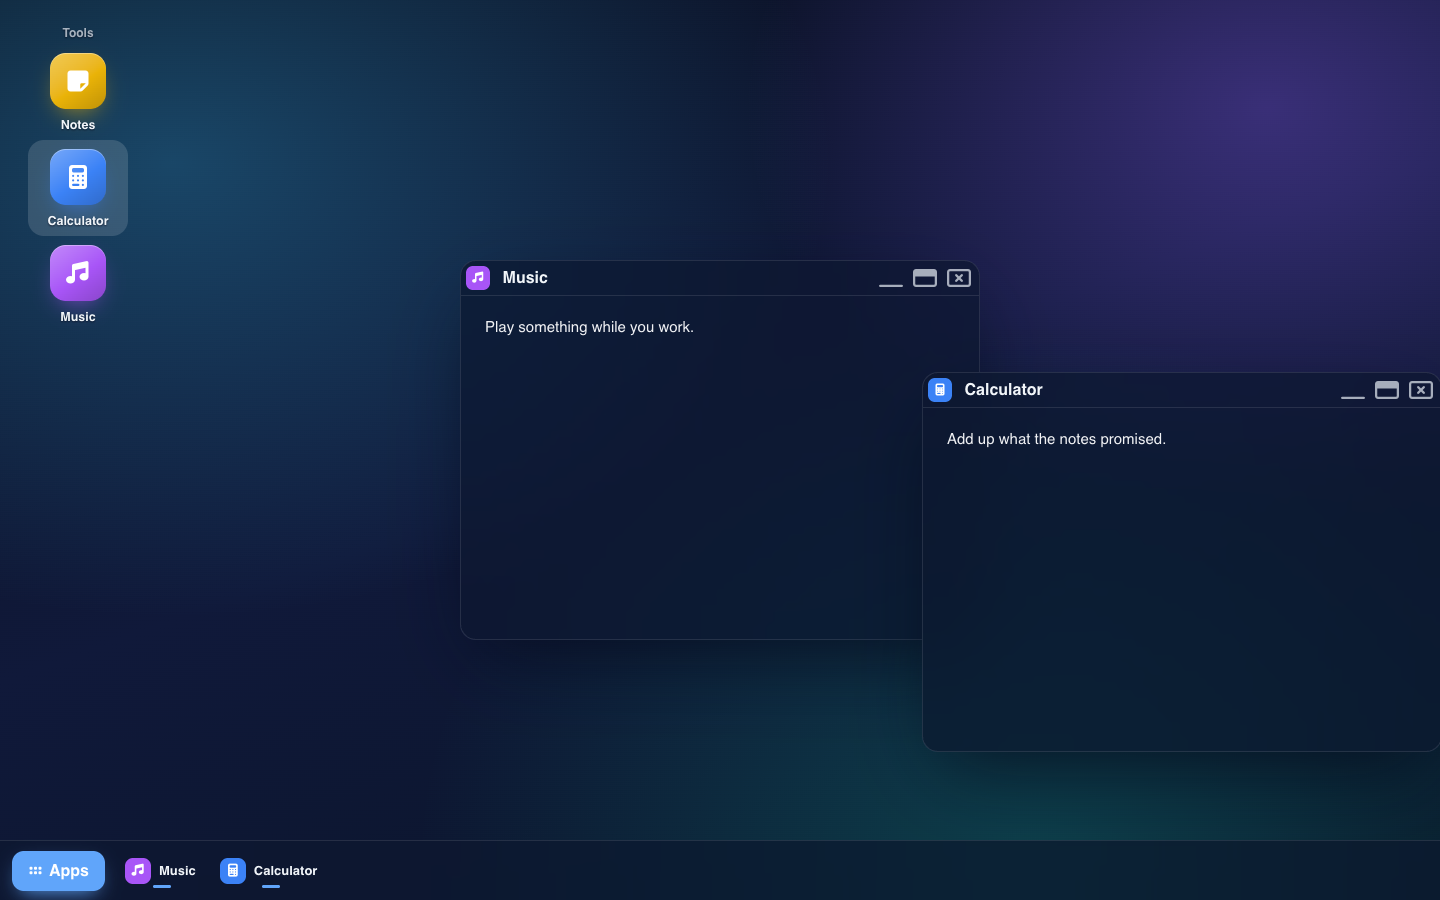 Tools
Notes
Calculator
Music
Music
Play something while you work.
Calculator
Add up what the notes promised.
Apps
Music
Calculator